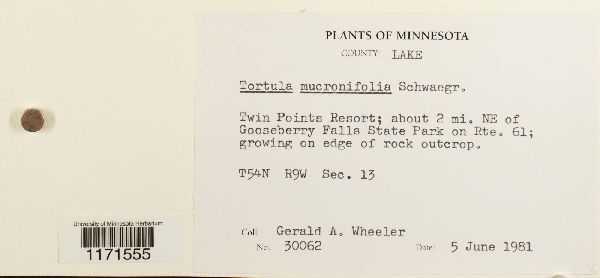 PLANTS OF MINNESOTA
COUNTY: LAKE
Tortula mucronifolia Schwaegr.
Twin Points Resort; about 2 mi. NE of
Gooseberry Falls State Park on Rte. 61;
growing on edge of rock outcrop.
T54N R9W Sec. 13
Coll. Gerald A. Wheeler
No. 30062 Date: 5 June 1981
University of Minnesota Herbarium
1171555